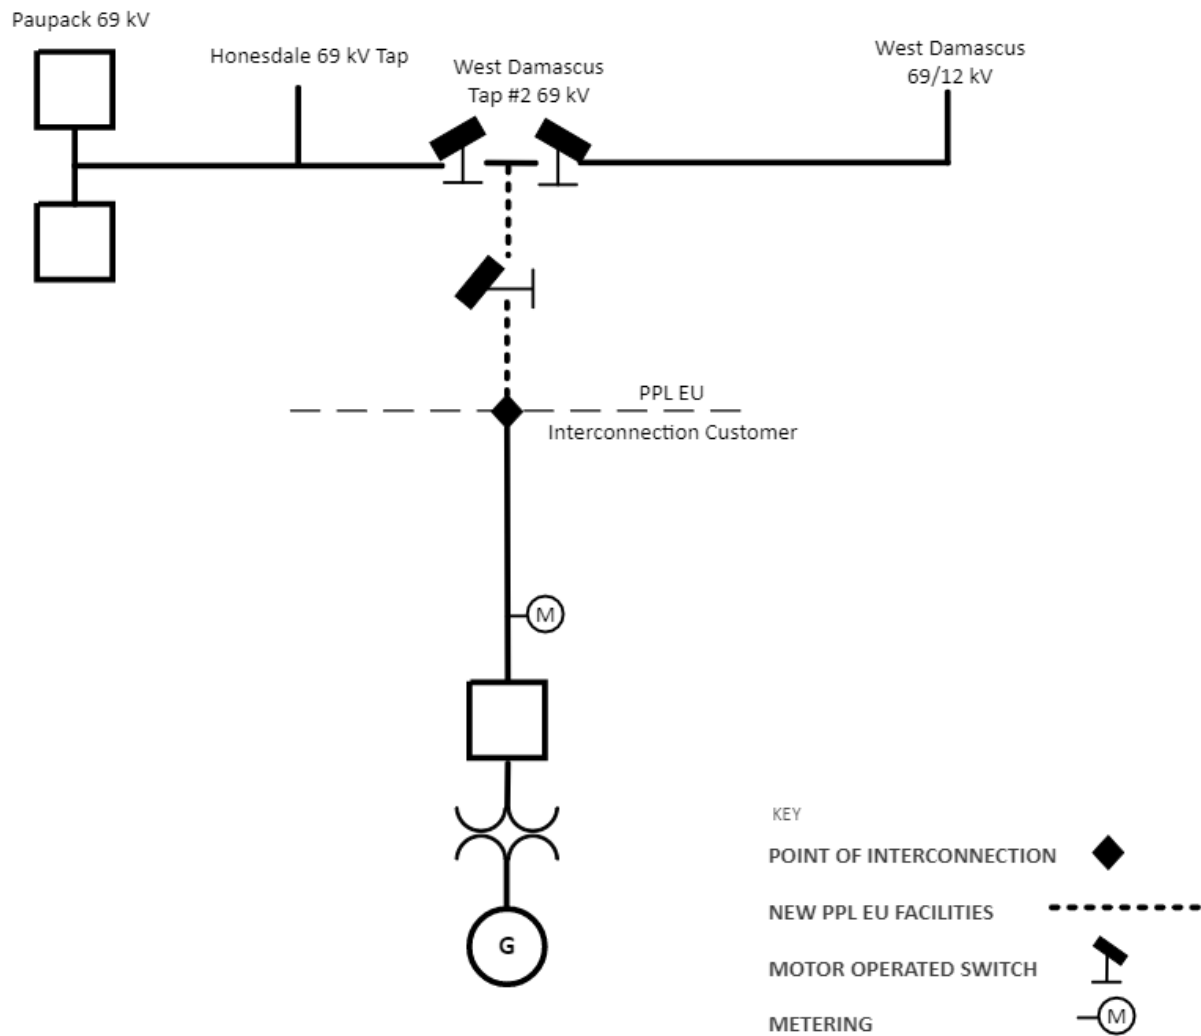 Paupack 69 kV
Honesdale 69 kV Tap
West Damascus
Tap #2 69 kV
West Damascus
69/12 kV
PPL EU
Interconnection Customer
M
G
KEY
POINT OF INTERCONNECTION
NEW PPL EU FACILITIES
MOTOR OPERATED SWITCH
METERING
M